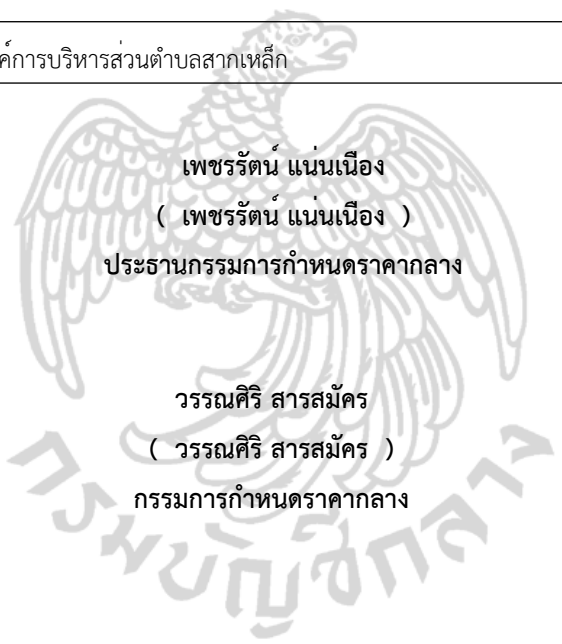 ค์การบริหารส่วนตำบลสากเหล็ก
เพชรรัตน์ แน่นเนือง
( เพชรรัตน์ แน่นเนือง )
ประธานกรรมการกำหนดราคากลาง
วรรณศิริ สารสมัคร
( วรรณศิริ สารสมัคร )
กรรมการกำหนดราคากลาง
กรมบัญชีกลาง